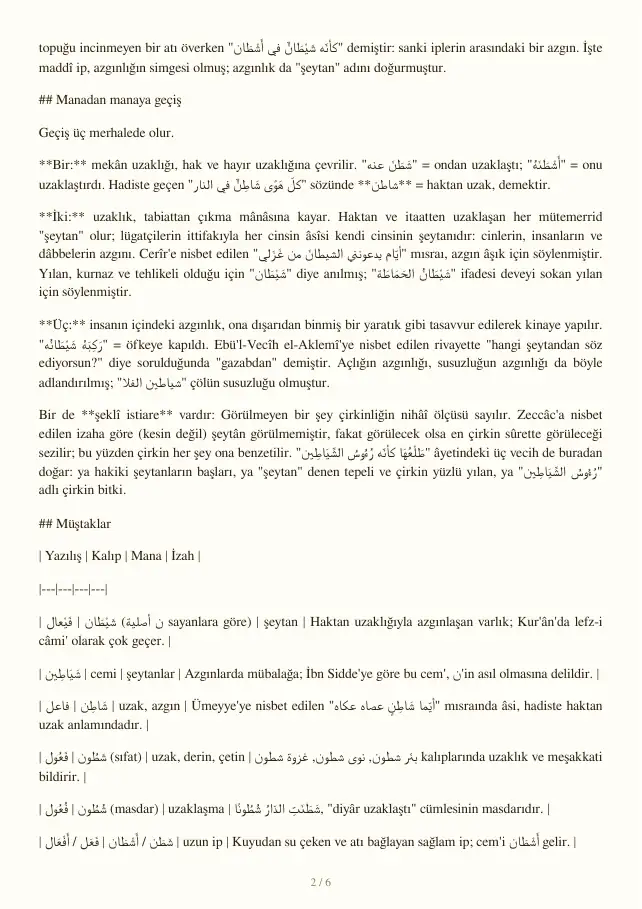 topuğu incinmeyen bir atı överken "كأنّه شَيْطَانٌ في أَشْطَان" demiştir: sanki iplerin arasındaki bir azgın. İşte
maddî ip, azgınlığın simgesi olmuş; azgınlık da "şeytan" adını doğurmuştur.
## Manadan manaya geçiş
Geçiş üç merhalede olur.
**Bir:** mekân uzaklığı, hak ve hayır uzaklığına çevrilir. "شَطَنَ عنه" = ondan uzaklaştı; "أَشْطَنَهُ" = onu
uzaklaştırdı. Hadiste geçen "كلّ هَوًى شَاطِنٌ في النار" sözünde **شاطن** = haktan uzak, demektir.
**İki:** uzaklık, tabiattan çıkma mânâsına kayar. Haktan ve itaatten uzaklaşan her mütemerrid
"şeytan" olur; lügatçilerin ittifakıyla her cinsin âsîsi kendi cinsinin şeytanıdır: cinlerin, insanların ve
dâbbelerin azgını. Cerîr'e nisbet edilen "أيّام يدعونني الشيطان من غَزَلي" mısraı, azgın âşık için söylenmiştir.
Yılan, kurnaz ve tehlikeli olduğu için "شَيْطَان" diye anılmış; "شَيْطَانُ الحَمَاطَة" ifadesi deveyi sokan yılan
için söylenmiştir.
**Üç:** insanın içindeki azgınlık, ona dışarıdan binmiş bir yaratık gibi tasavvur edilerek kinaye yapılır.
"رَكِبَهُ شَيْطَانُه" = öfkeye kapıldı. Ebü'l-Vecîh el-Aklemî'ye nisbet edilen rivayette "hangi şeytandan söz
ediyorsun?" diye sorulduğunda "gazabdan" demiştir. Açlığın azgınlığı, susuzluğun azgınlığı da böyle
adlandırılmış; "شياطين الفلا" çölün susuzluğu olmuştur.
Bir de **şeklî istiare** vardır: Görülmeyen bir şey çirkinliğin nihâî ölçüsü sayılır. Zeccâc'a nisbet
edilen izaha göre (kesin değil) şeytân görülmemiştir, fakat görülecek olsa en çirkin sûrette görüleceği
sezilir; bu yüzden çirkin her şey ona benzetilir. "طَلْعُهَا كأنّه رُءوسُ الشَّيَاطِين" âyetindeki üç vecih de buradan
doğar: ya hakiki şeytanların başları, ya "şeytan" denen tepeli ve çirkin yüzlü yılan, ya "رُءوسُ الشَّيَاطِين"
adlı çirkin bitki.
## Müştaklar
| Yazılış | Kalıp | Mana | İzah |
|---|---|---|---|
| شَيْطَان | فَيْعال (ن أصلية sayanlara göre) | şeytan | Haktan uzaklığıyla azgınlaşan varlık; Kur'ân'da lefz-i
câmi' olarak çok geçer. |
| شَيَاطِين | cemi | şeytanlar | Azgınlarda mübalağa; İbn Sidde'ye göre bu cem', ن'in asıl olmasına delildir. |
| شَاطِن | فاعل | uzak, azgın | Ümeyye'ye nisbet edilen "أيّما شَاطِنٍ عصاه عكاه" mısraında âsi, hadiste haktan
uzak anlamındadır. |
| شَطُون | فَعُول (sıfat) | uzak, derin, çetin | بئر شطون, نوى شطون, غزوة شطون kalıplarında uzaklık ve meşakkati
bildirir. |
| شُطُون | فُعُول (masdar) | uzaklaşma | شَطَنَتِ الدَارُ شُطُونًا, "diyâr uzaklaştı" cümlesinin masdarıdır. |
| شَطَن / أَشْطَان | فَعَل / أَفْعَال | uzun ip | Kuyudan su çeken ve atı bağlayan sağlam ip; cem'i أَشْطَان gelir. |
2 / 6